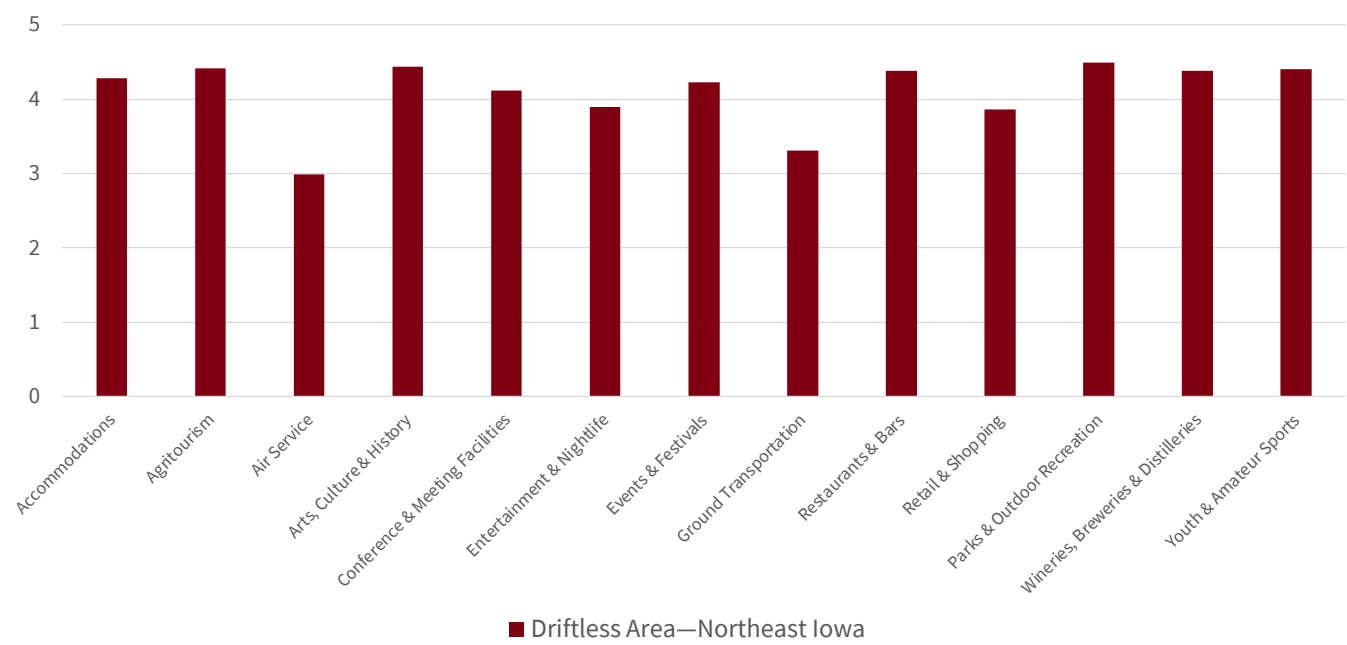 5
4
3
2
1
0
Accommodations
Agritourism
Air Service
Arts, Culture & History
Conference & Meeting Facilities
Entertainment & Nightlife
Events & Festivals
Ground Transportation
Restaurants & Bars
Retail & Shopping
Parks & Outdoor Recreation
Wineries, Breweries & Distilleries
Youth & Amateur Sports
Driftless Area—Northeast Iowa